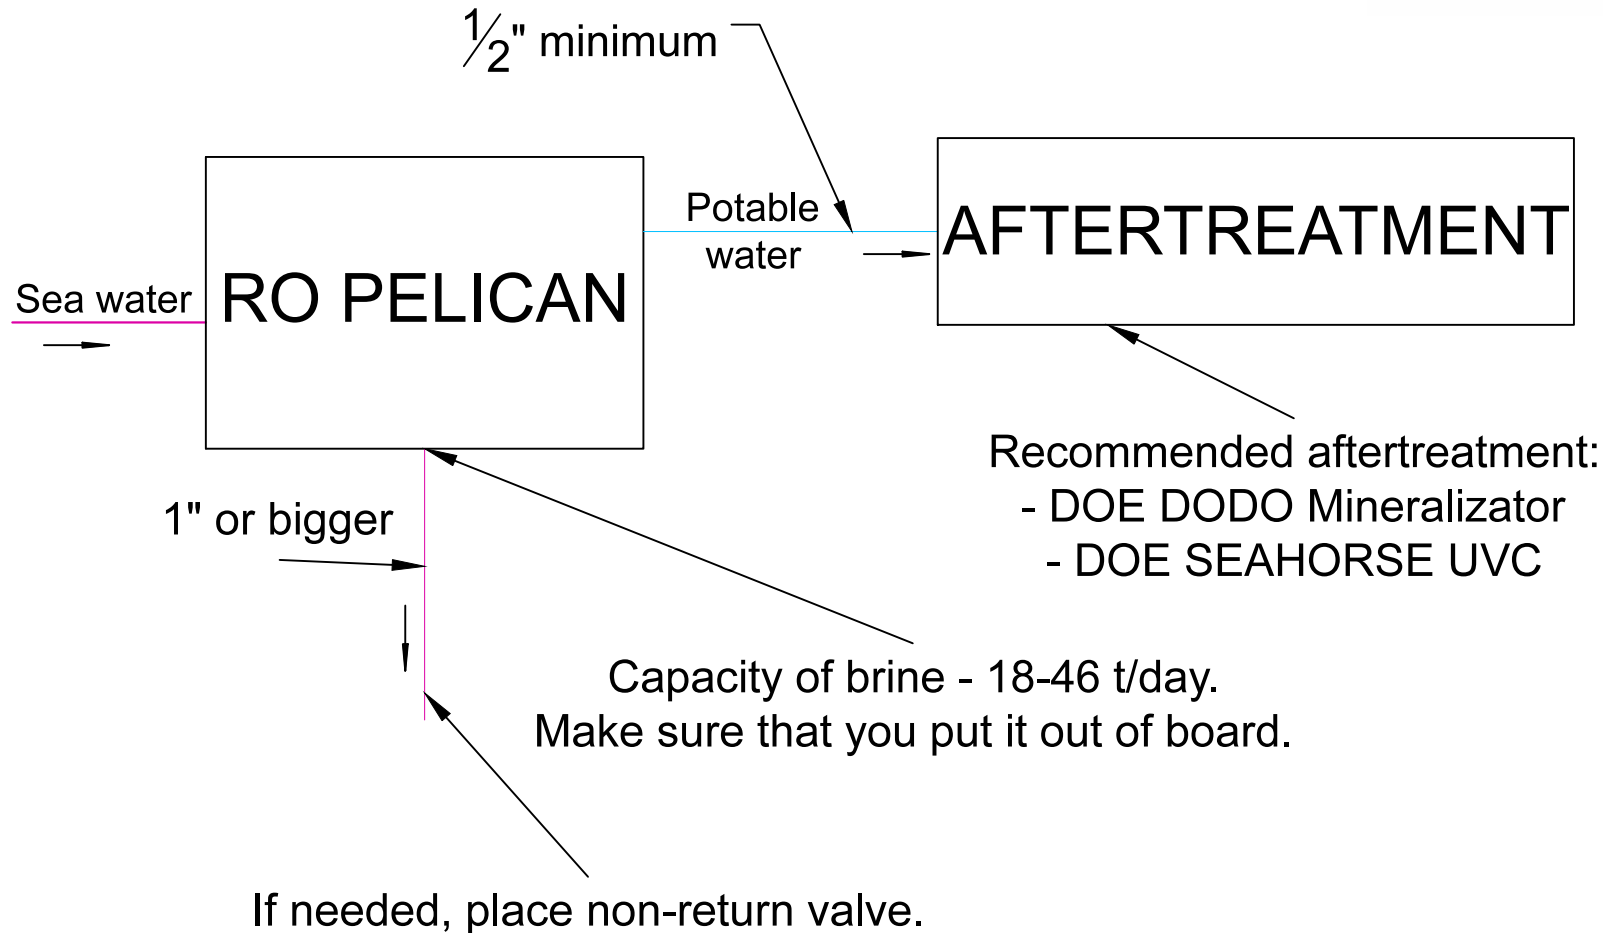 ½" minimum
Potable
water
AFTERTREATMENT
Sea water
RO PELICAN
Recommended aftertreatment:
- DOE DODO Mineralizator
- DOE SEAHORSE UVC
1" or bigger
Capacity of brine - 18-46 t/day.
Make sure that you put it out of board.
If needed, place non-return valve.